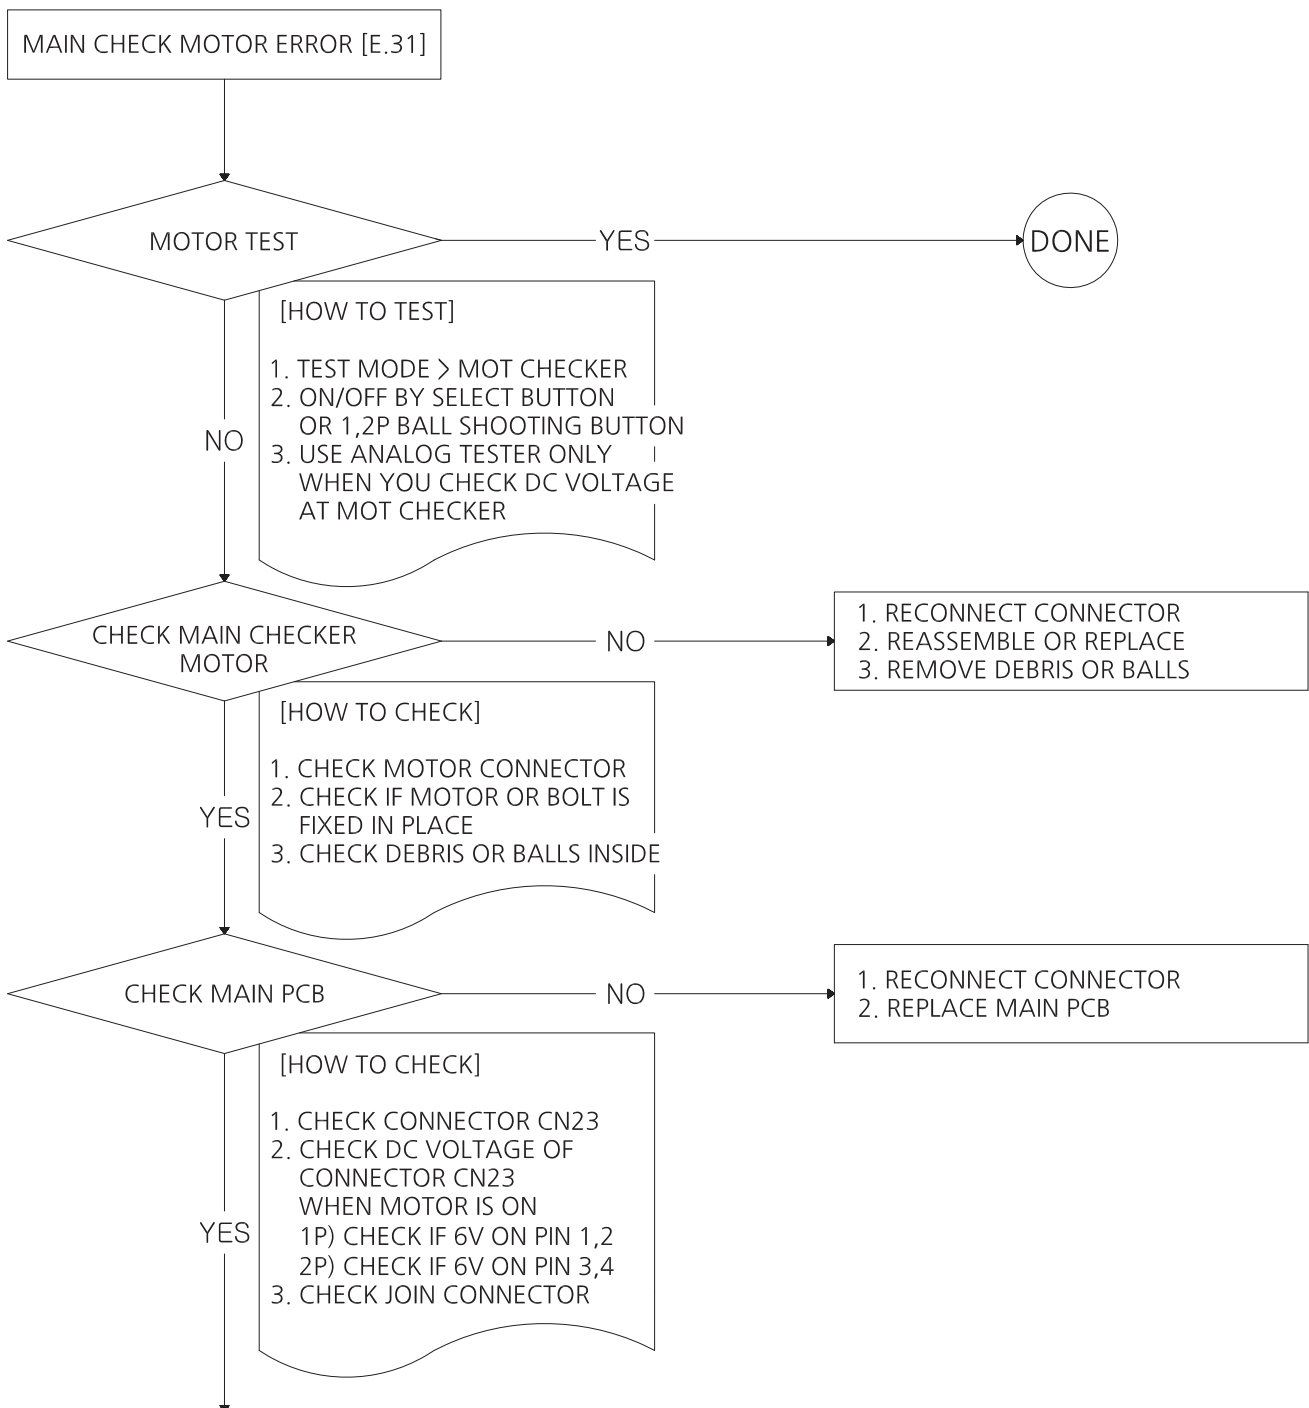 MAIN CHECK MOTOR ERROR [E.31]
MOTOR TEST
YES
DONE
[HOW TO TEST]
1. TEST MODE > MOT CHECKER
2. ON/OFF BY SELECT BUTTON
OR 1,2P BALL SHOOTING BUTTON
3. USE ANALOG TESTER ONLY
WHEN YOU CHECK DC VOLTAGE
AT MOT CHECKER
NO
CHECK MAIN CHECKER
MOTOR
NO
1. RECONNECT CONNECTOR
2. REASSEMBLE OR REPLACE
3. REMOVE DEBRIS OR BALLS
[HOW TO CHECK]
1. CHECK MOTOR CONNECTOR
2. CHECK IF MOTOR OR BOLT IS
FIXED IN PLACE
3. CHECK DEBRIS OR BALLS INSIDE
YES
CHECK MAIN PCB
NO
1. RECONNECT CONNECTOR
2. REPLACE MAIN PCB
[HOW TO CHECK]
1. CHECK CONNECTOR CN23
2. CHECK DC VOLTAGE OF
CONNECTOR CN23
WHEN MOTOR IS ON
1P) CHECK IF 6V ON PIN 1,2
2P) CHECK IF 6V ON PIN 3,4
3. CHECK JOIN CONNECTOR
YES